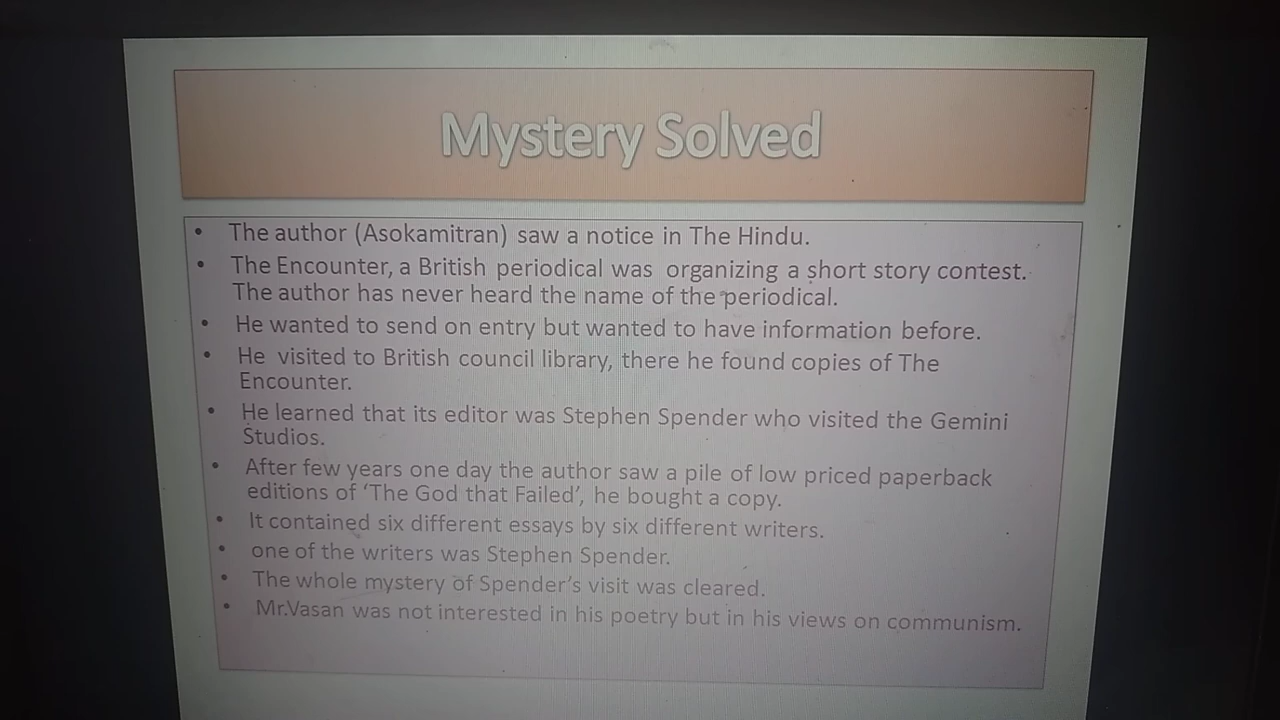 Mystery Solved
• The author (Asokamitran) saw a notice in The Hindu.
• The Encounter, a British periodical was organizing a short story contest.
The author has never heard the name of the periodical.
• He wanted to send on entry but wanted to have information before.
• He visited to British council library, there he found copies of The
Encounter.
• He learned that its editor was Stephen Spender who visited the Gemini
Studios.
• After few years one day the author saw a pile of low priced paperback
editions of ‘The God that Failed’, he bought a copy.
• It contained six different essays by six different writers.
• one of the writers was Stephen Spender.
• The whole mystery of Spender’s visit was cleared.
• Mr.Vasan was not interested in his poetry but in his views on communism.